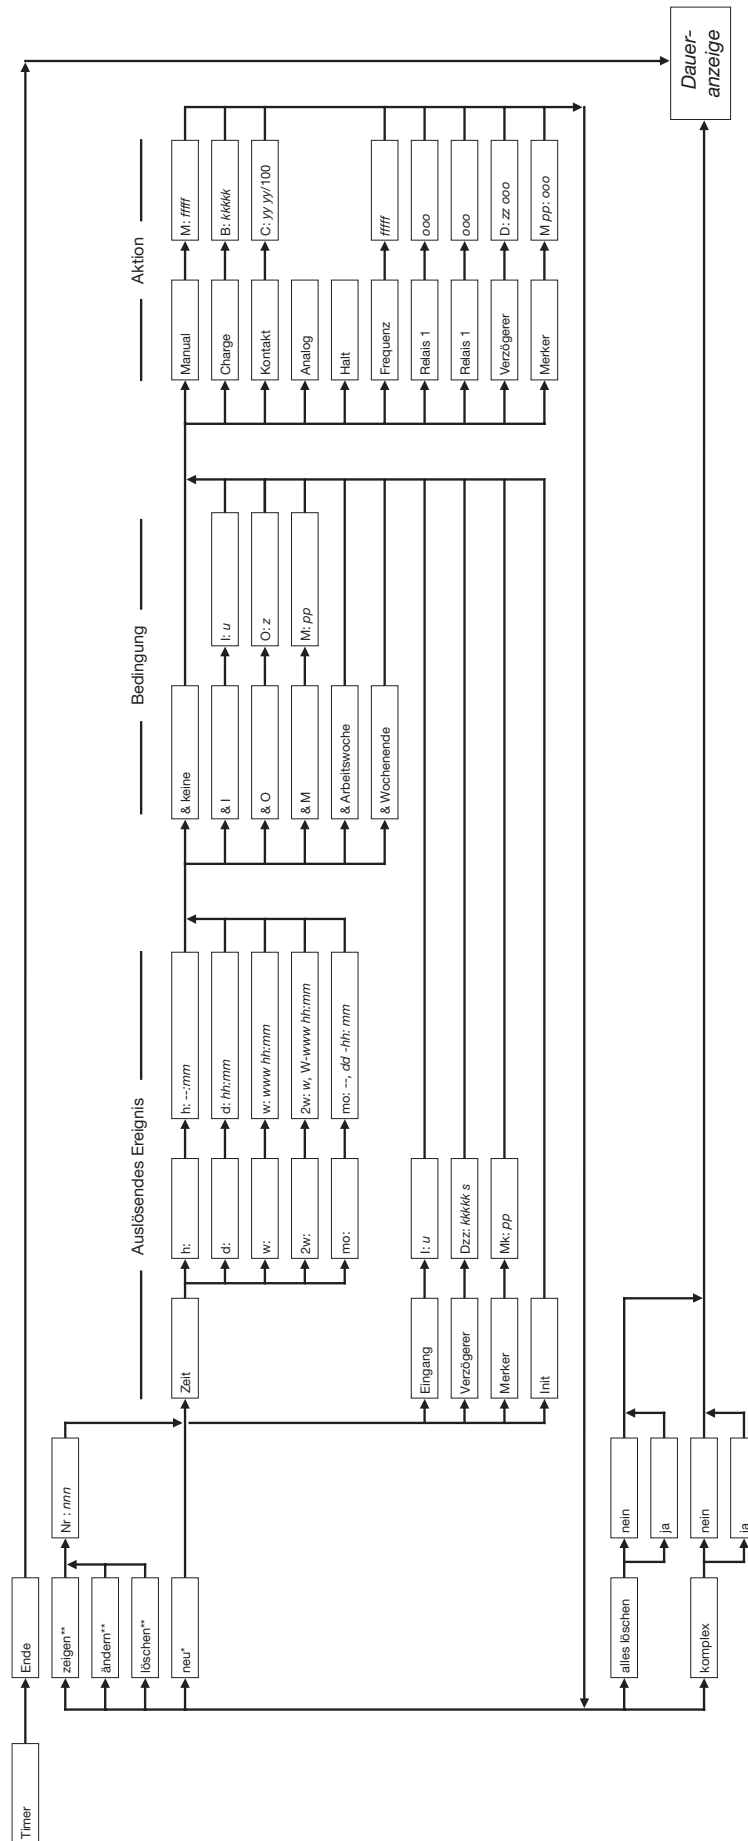 Timer
Ende
zeigen**
ändern**
löschen**
neu*
alles löschen
komplex
Nr : nnn
nein
ja
nein
ja
Auslösendes Ereignis
Zeit
Eingang
Verzögerer
Merker
Init
h:
d:
w:
2w:
mo:
I: u
Dzz: kkkkk s
Mk: pp
h: --:mm
d: hh:mm
w: www hh:mm
2w: w, W-www hh:mm
mo: --, dd -hh: mm
Bedingung
& keine
& I
& O
& M
& Arbeitswoche
& Wochenende
I: u
O: z
M: pp
Aktion
Manual
Charge
Kontakt
Analog
Halt
Frequenz
Relais 1
Relais 1
Verzögerer
Merker
M: fffff
B: kkkkk
C: yy yy/100
fffff
ooo
ooo
D: zz ooo
M pp: ooo
Dauer-
anzeige